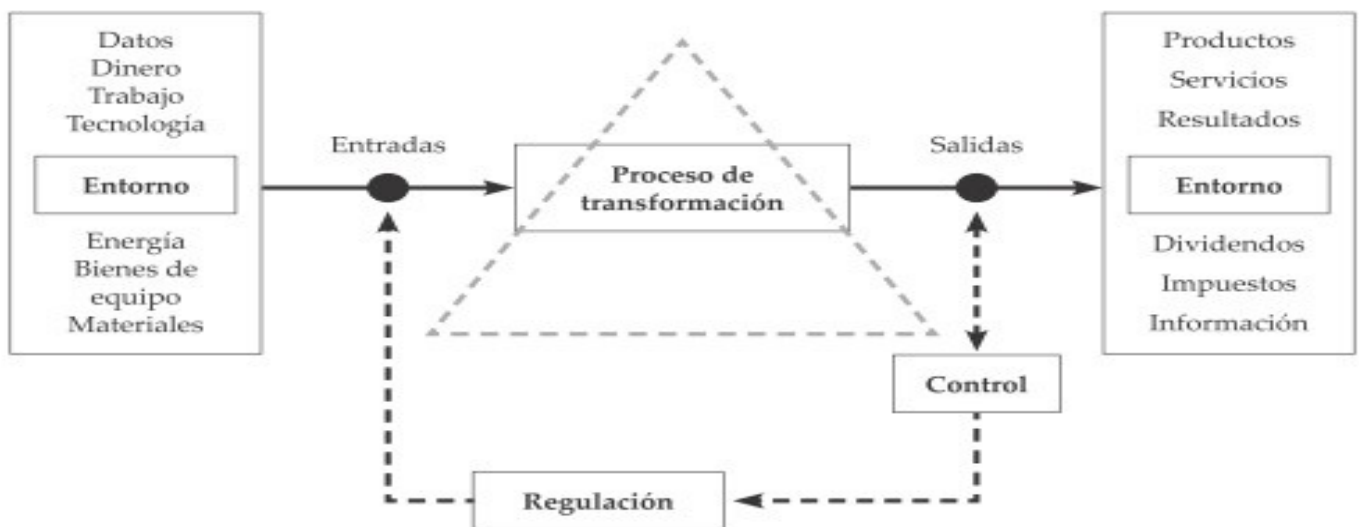 Datos
Dinero
Trabajo
Tecnología
Entorno
Energía
Bienes de
equipo
Materiales
Entradas
Proceso de
transformación
Salidas
Control
Regulación
Productos
Servicios
Resultados
Entorno
Dividendos
Impuestos
Información